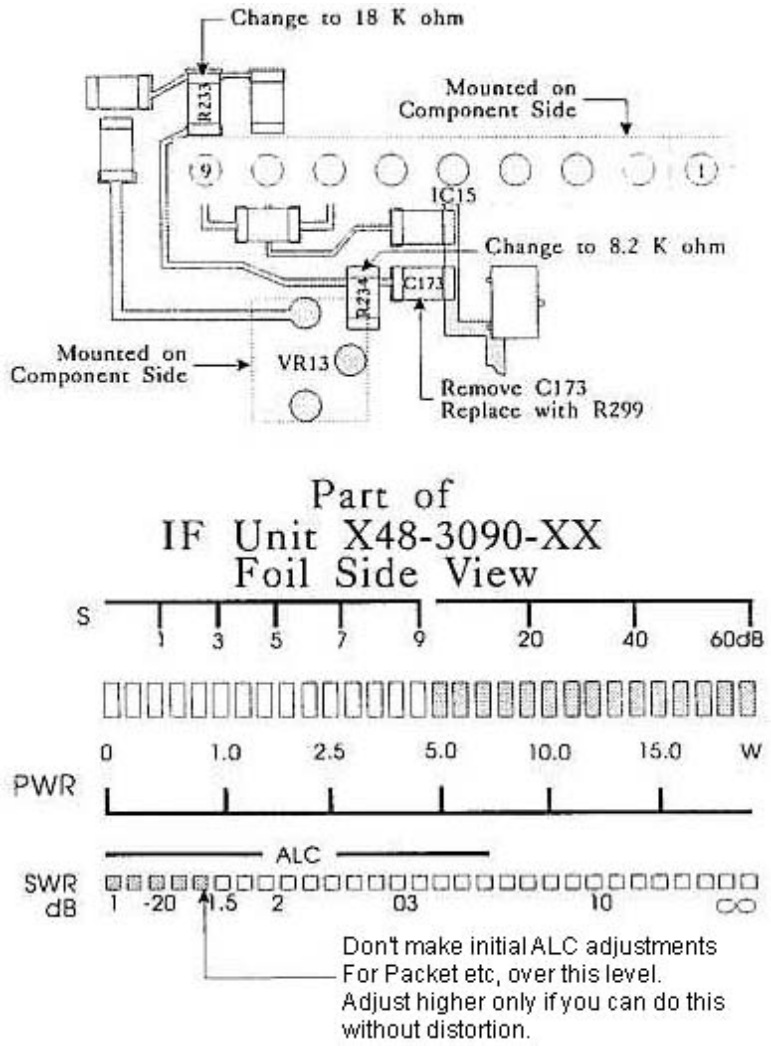 Change to 18 K ohm
R233
Mounted on
Component Side
9
1
IC15
Change to 8.2 K ohm
R234
C173
Mounted on
Component Side
VR13
Remove C173
Replace with R299
Part of
IF Unit X48-3090-XX
Foil Side View
S
1 3 5 7 9 20 40 60dB
0 1.0 2.5 5.0 10.0 15.0 W
PWR
ALC
SWR
dB
1 -20 1.5 2 03 10 ∞
Don't make initial ALC adjustments
For Packet etc, over this level.
Adjust higher only if you can do this
without distortion.